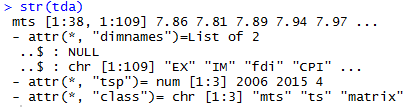 > str(tda)
 mts [1:38, 1:109] 7.86 7.81 7.89 7.94 7.97 ...
 - attr(*, "dimnames")=List of 2
  ..$ : NULL
  ..$ : chr [1:109] "EX" "IM" "fdi" "CPI" ...
 - attr(*, "tsp")= num [1:3] 2006 2015 4
 - attr(*, "class")= chr [1:3] "mts" "ts" "matrix"